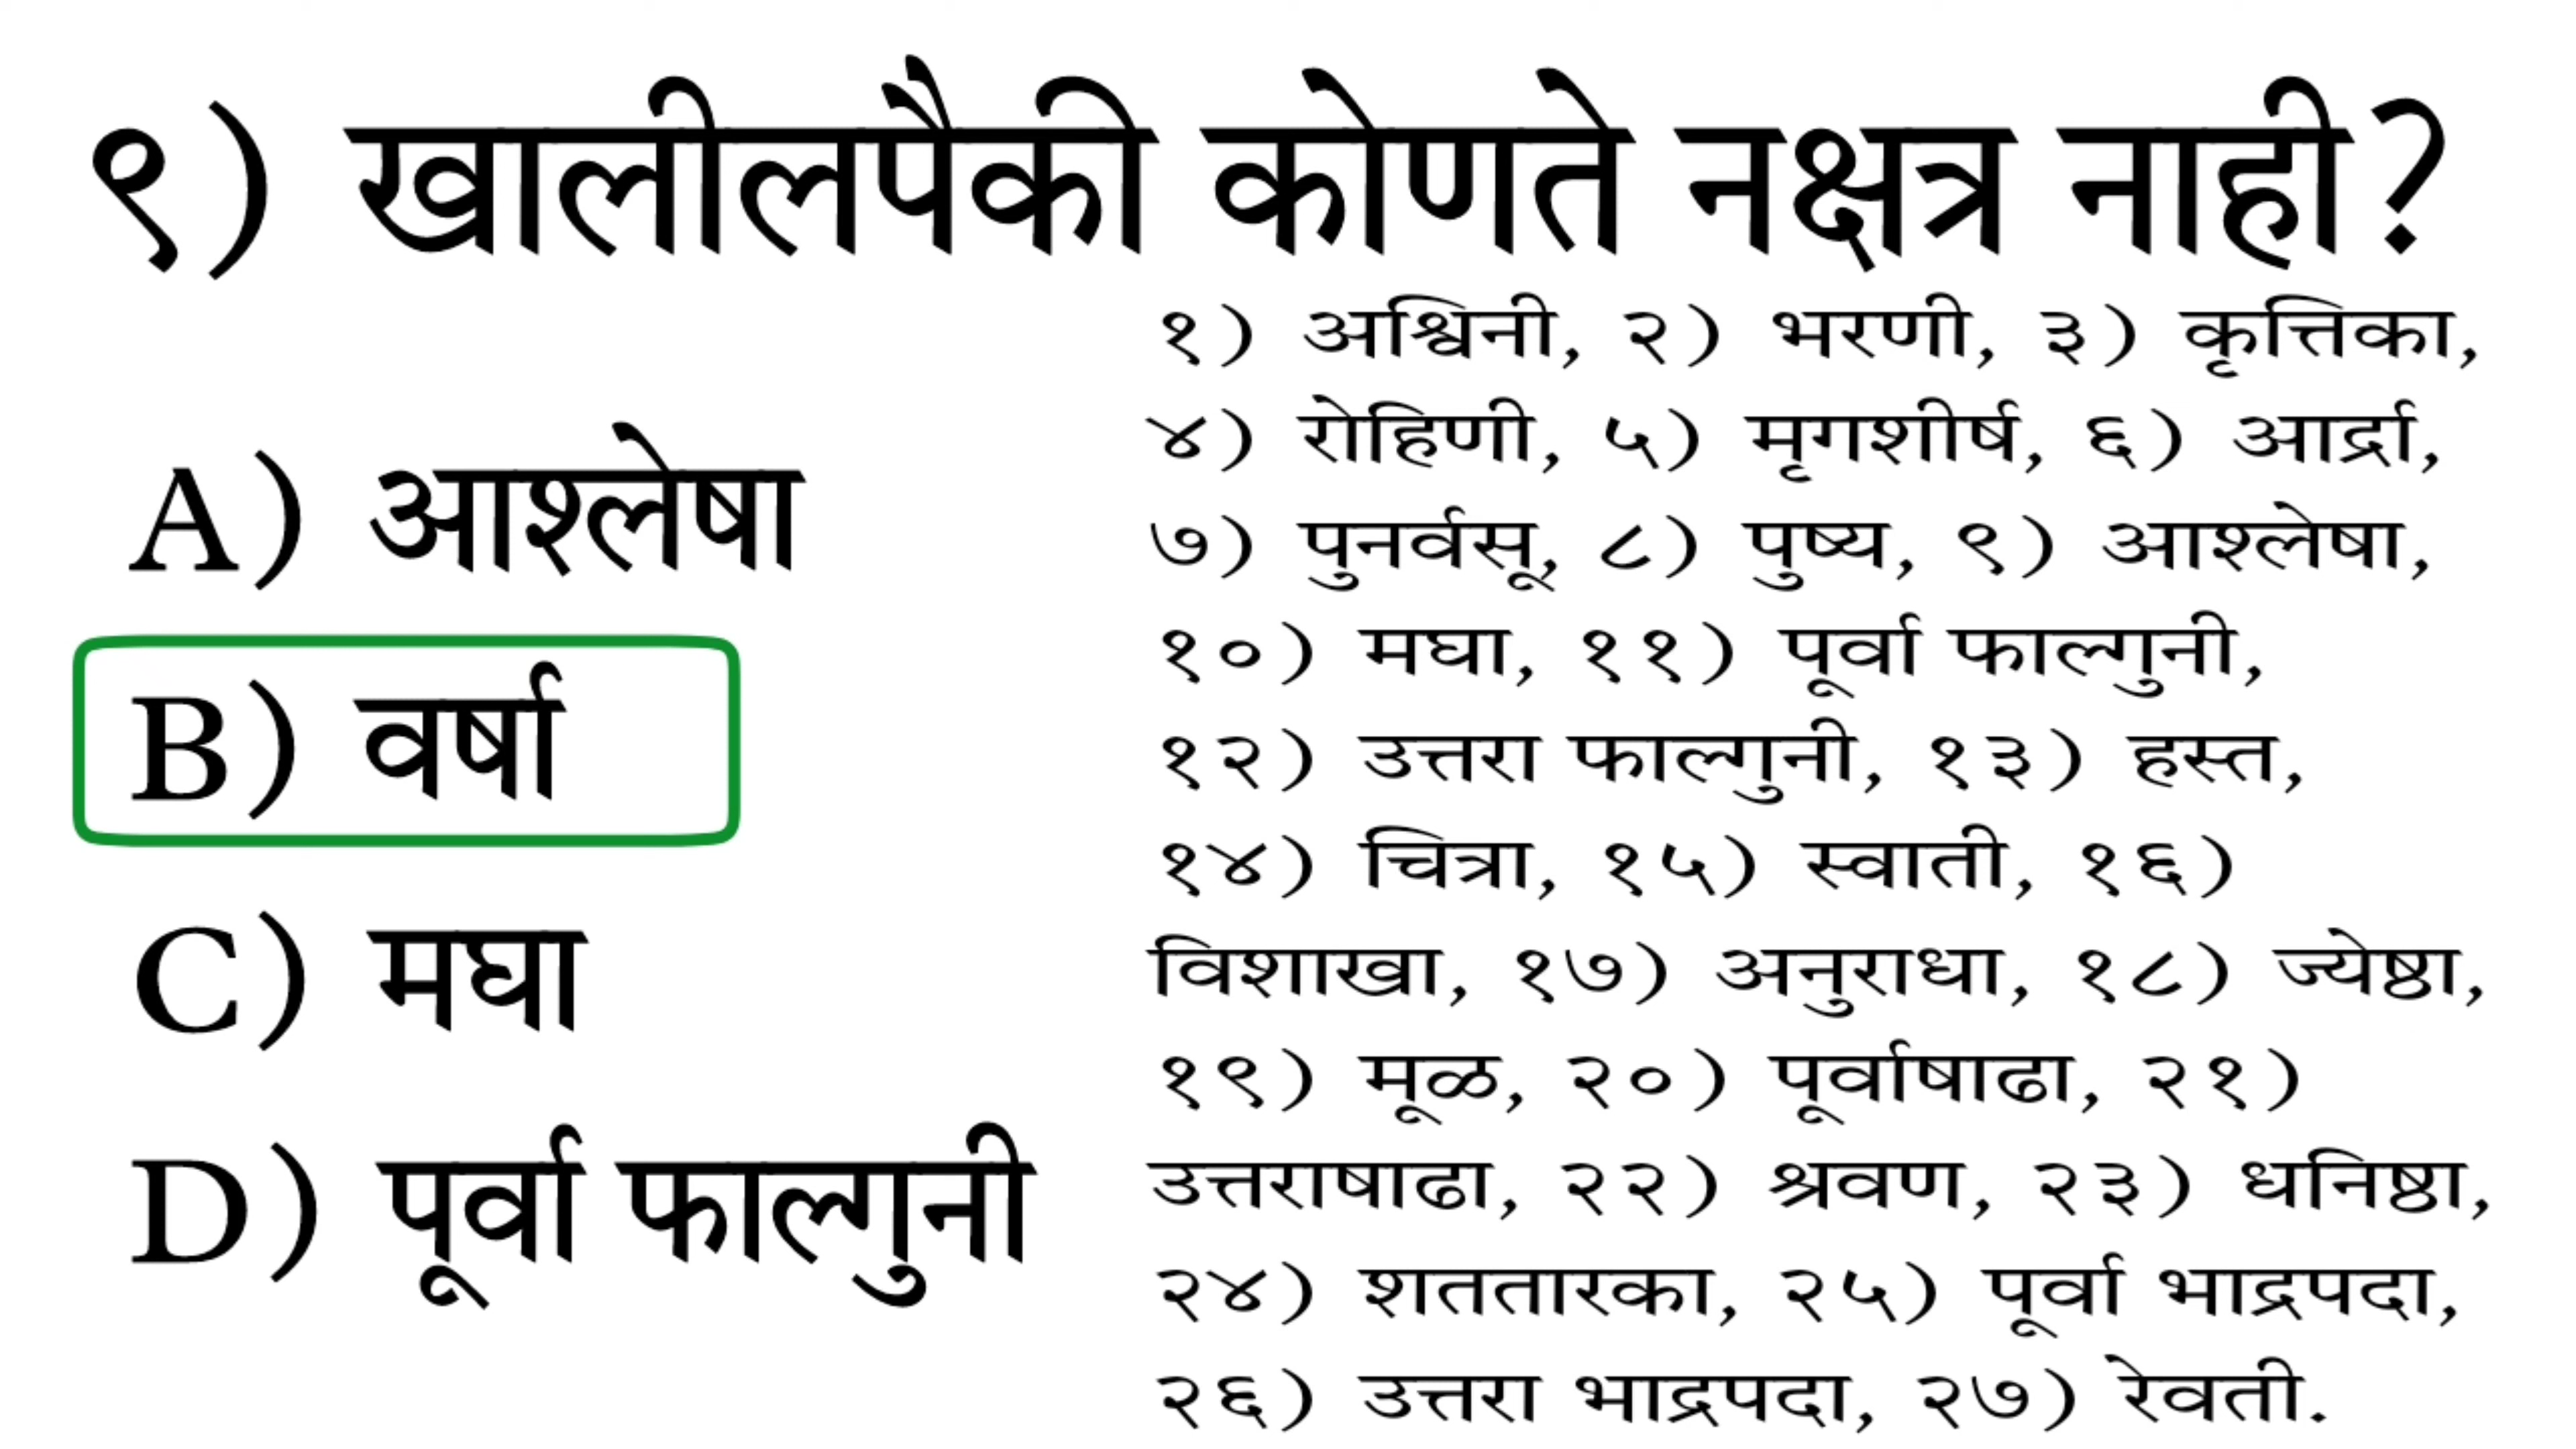 ९) खालीलपैकी कोणते नक्षत्र नाही?
A) आश्लेषा
B) वर्षा
C) मघा
D) पूर्वा फाल्गुनी
१) अश्विनी, २) भरणी, ३) कृत्तिका,
४) रोहिणी, ५) मृगशीर्ष, ६) आर्द्रा,
७) पुनर्वसू, ८) पुष्य, ९) आश्लेषा,
१०) मघा, ११) पूर्वा फाल्गुनी,
१२) उत्तरा फाल्गुनी, १३) हस्त,
१४) चित्रा, १५) स्वाती, १६)
विशाखा, १७) अनुराधा, १८) ज्येष्ठा,
१९) मूळ, २०) पूर्वाषाढा, २१)
उत्तराषाढा, २२) श्रवण, २३) धनिष्ठा,
२४) शततारका, २५) पूर्वा भाद्रपदा,
२६) उत्तरा भाद्रपदा, २७) रेवती.